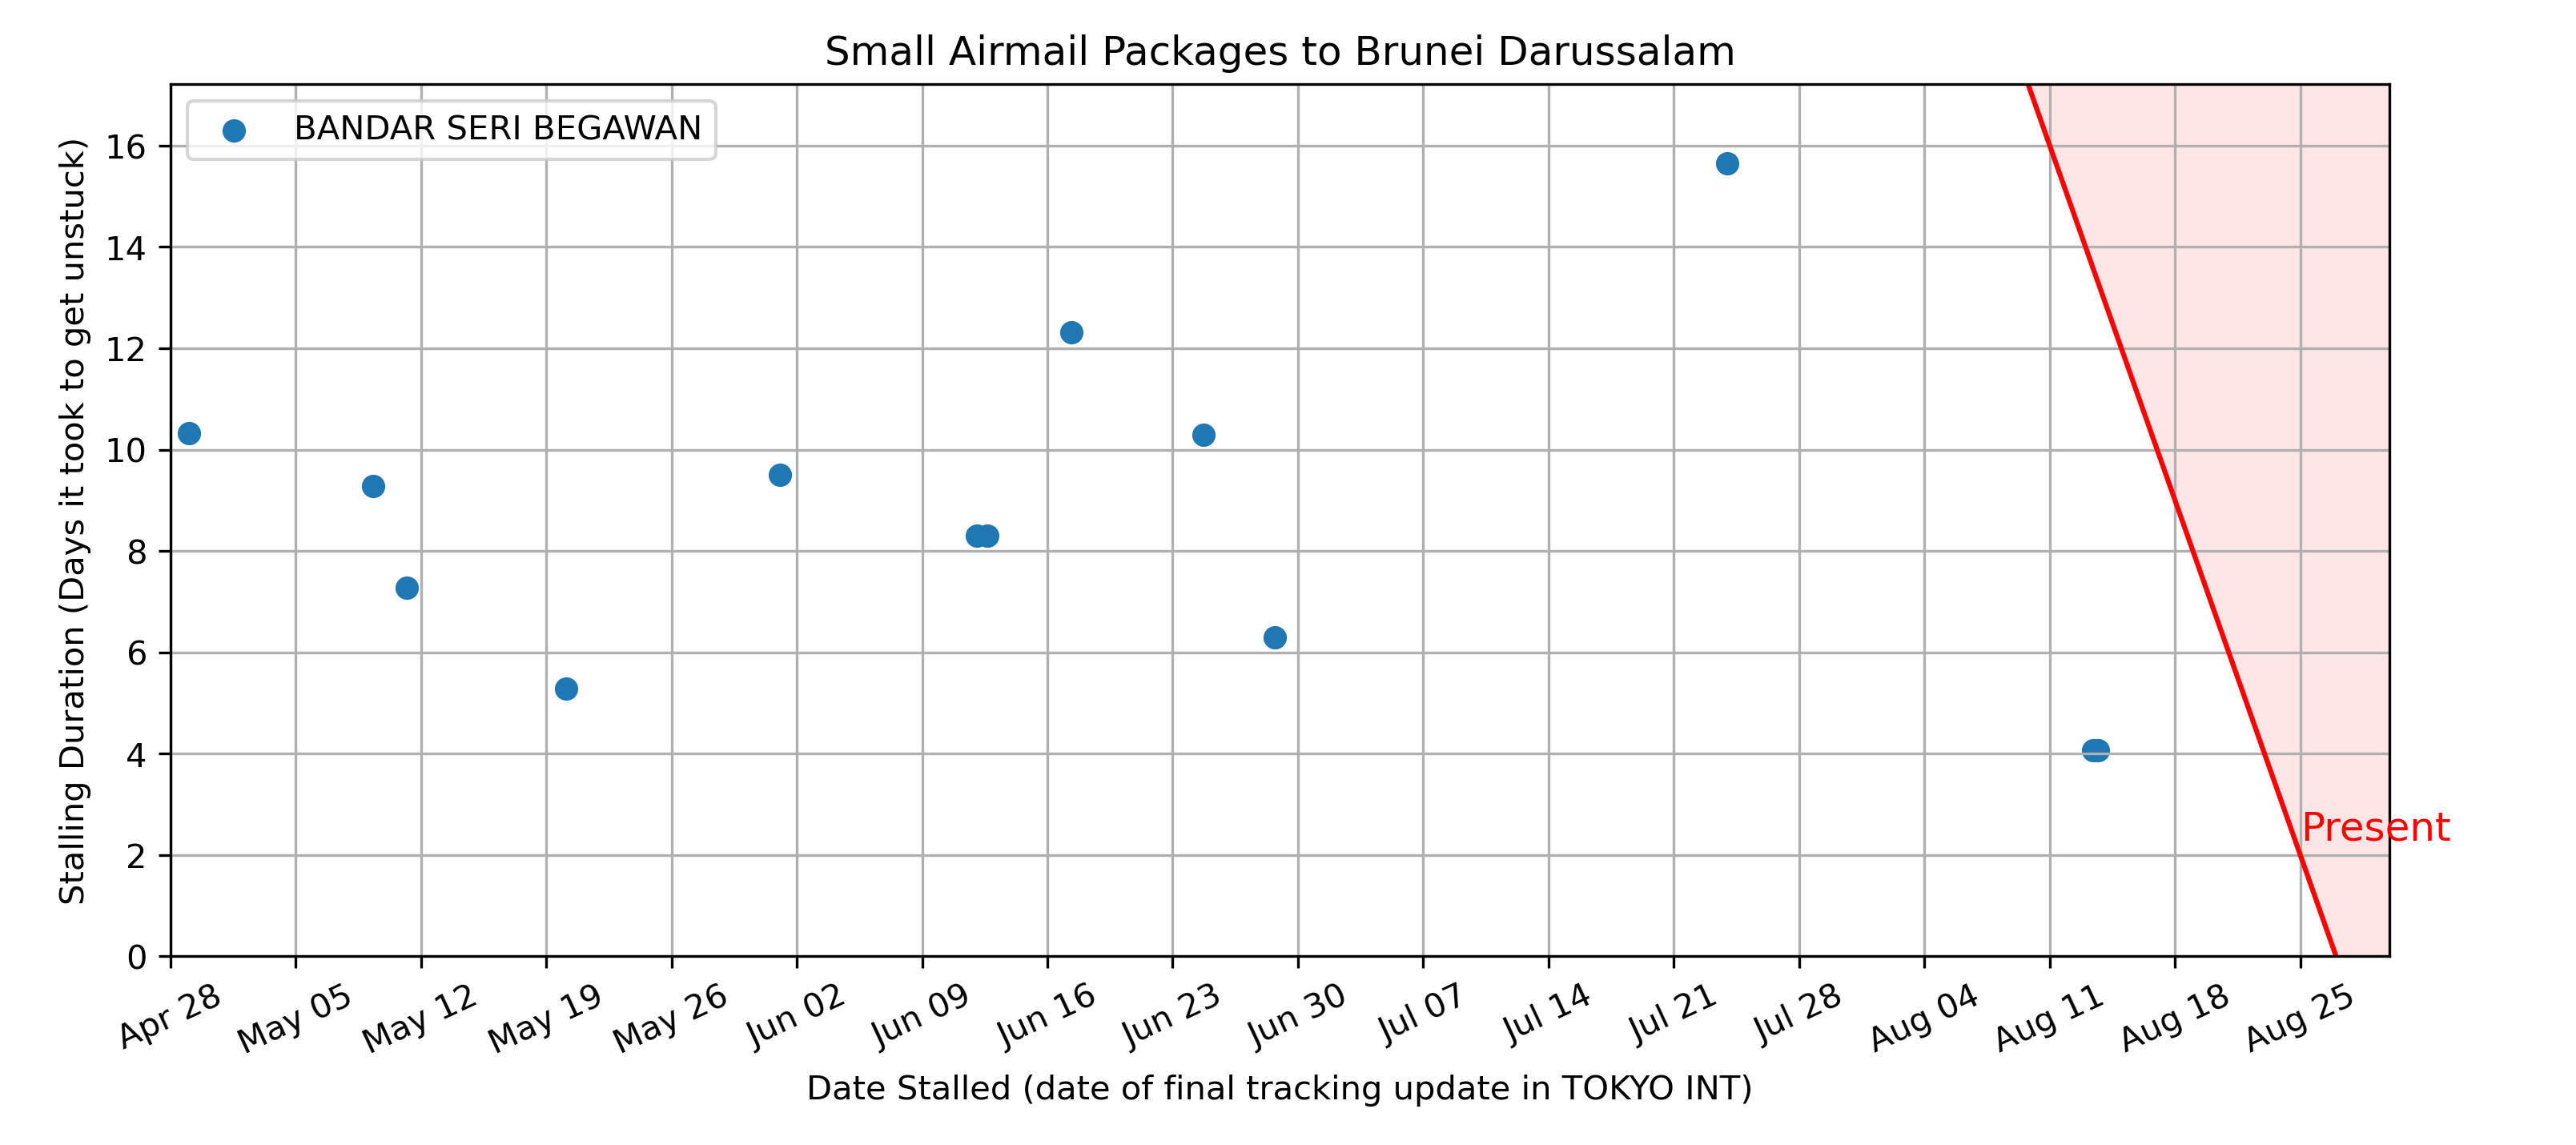 Small Airmail Packages to Brunei Darussalam
BANDAR SERI BEGAWAN
Stalling Duration (Days it took to get unstuck)
16
14
12
10
8
6
4
2
0
Present
Apr 28 May 05 May 12 May 19 May 26 Jun 02 Jun 09 Jun 16 Jun 23 Jun 30 Jul 07 Jul 14 Jul 21 Jul 28 Aug 04 Aug 11 Aug 18 Aug 25
Date Stalled (date of final tracking update in TOKYO INT)